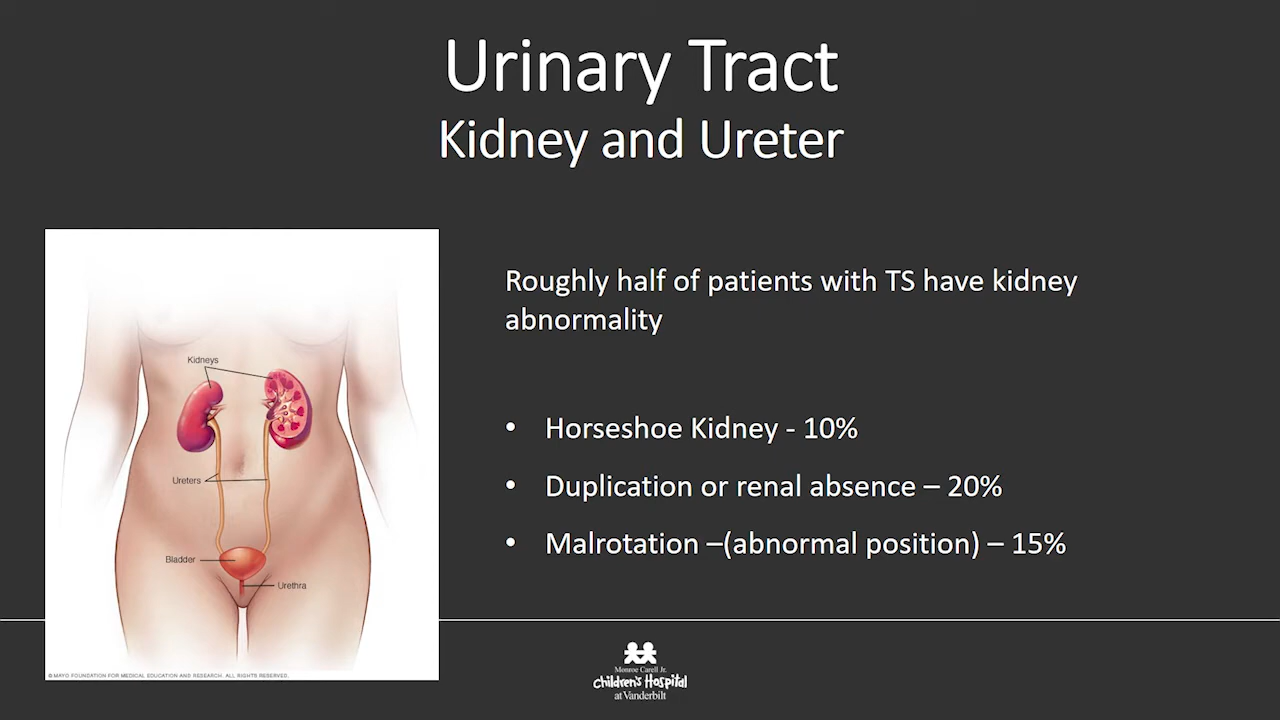 Urinary Tract
Kidney and Ureter
Roughly half of patients with TS have kidney
abnormality
• Horseshoe Kidney - 10%
• Duplication or renal absence – 20%
• Malrotation –(abnormal position) – 15%
Kidneys
Ureters
Bladder
Urethra
© MAYO FOUNDATION FOR MEDICAL EDUCATION AND RESEARCH. ALL RIGHTS RESERVED.
Monroe Carell Jr.
Children's Hospital
at Vanderbilt